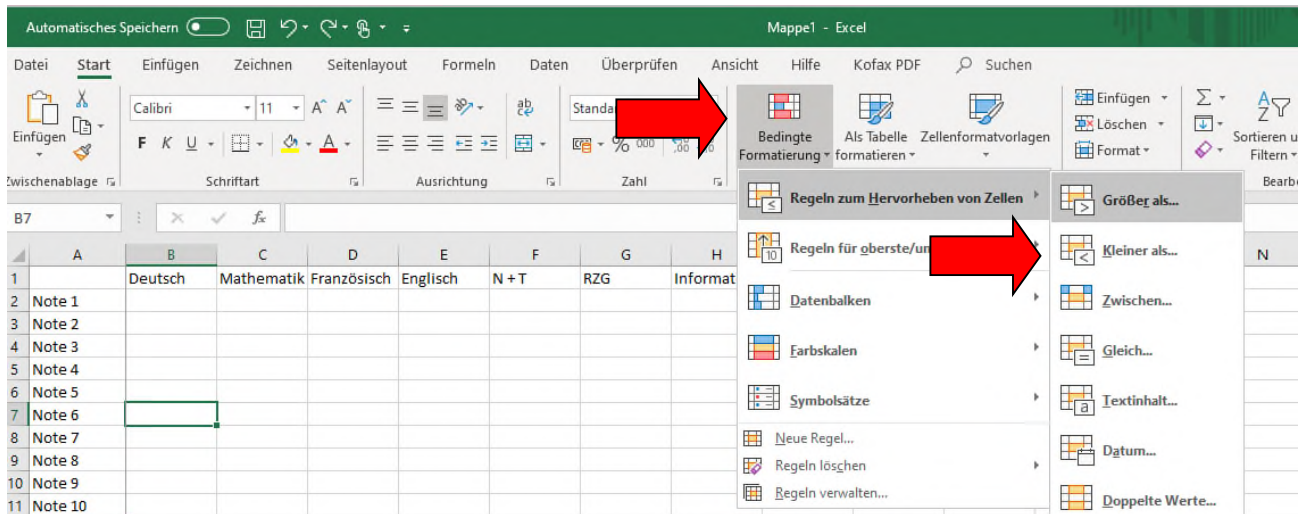 Automatisches Speichern
Mappe1 - Excel
Datei Start Einfügen Zeichnen Seitenlayout Formeln Daten Überprüfen Ansicht Hilfe Kofax PDF Suchen
Calibri 11 A^ Aˇ ab Standa Einfügen Σ A Z
Einfügen F K U A % 000 Bedingte Formatierung Als Tabelle formatieren Zellenformatvorlagen Löschen Format Sortieren u Filtern
Zwischenablage Schriftart Ausrichtung Zahl Bearbe
B7 fx
A B C D E F G H N
1 Deutsch Mathematik Französisch Englisch N + T RZG Informat
2 Note 1
3 Note 2
4 Note 3
5 Note 4
6 Note 5
7 Note 6
8 Note 7
9 Note 8
10 Note 9
11 Note 10
Regeln zum Hervorheben von Zellen
Regeln für oberste/un
Datenbalken
Farbskalen
Symbolsätze
Neue Regel...
Regeln löschen
Regeln verwalten...
Größer als...
Kleiner als...
Zwischen...
Gleich...
Textinhalt...
Datum...
Doppelte Werte...